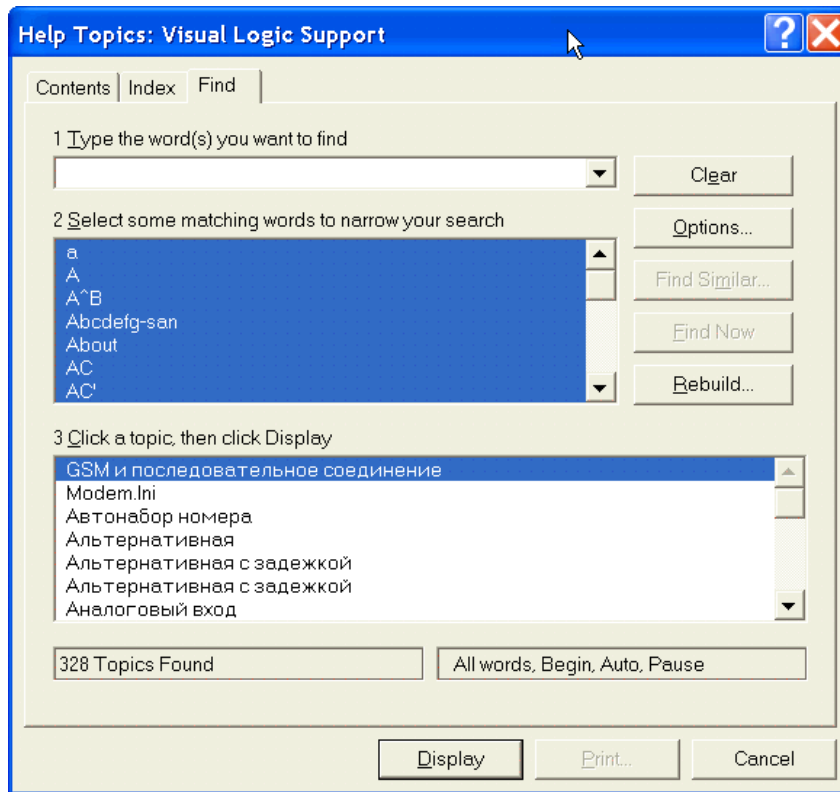 Help Topics: Visual Logic Support
Contents Index Find
1 Type the word(s) you want to find
Clear
2 Select some matching words to narrow your search
Options...
a
A
A^B
Abcdefg-san
About
AC
AC'
Find Similar...
Find Now
Rebuild...
3 Click a topic, then click Display
GSM и последовательное соединение
Modem.Ini
Автонабор номера
Альтернативная
Альтернативная с задежкой
Альтернативная с задежкой
Аналоговый вход
328 Topics Found
All words, Begin, Auto, Pause
Display Print... Cancel